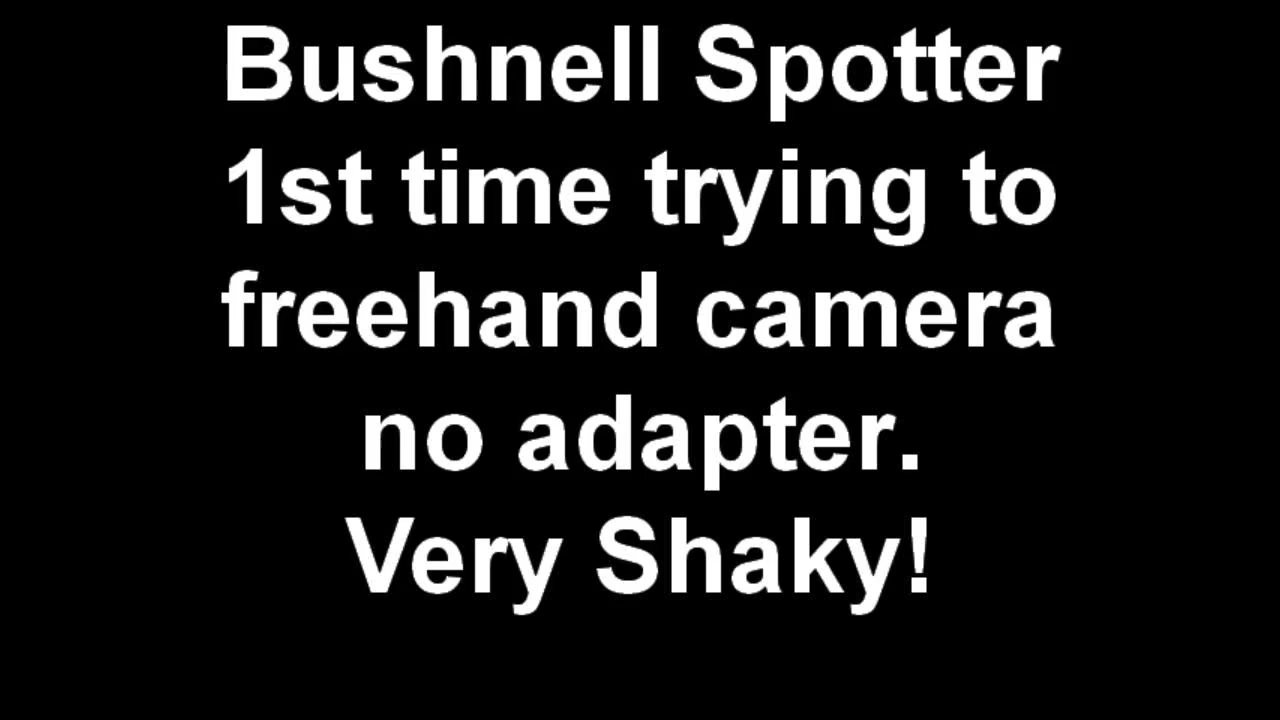 Bushnell Spotter
1st time trying to
freehand camera
no adapter.
Very Shaky!